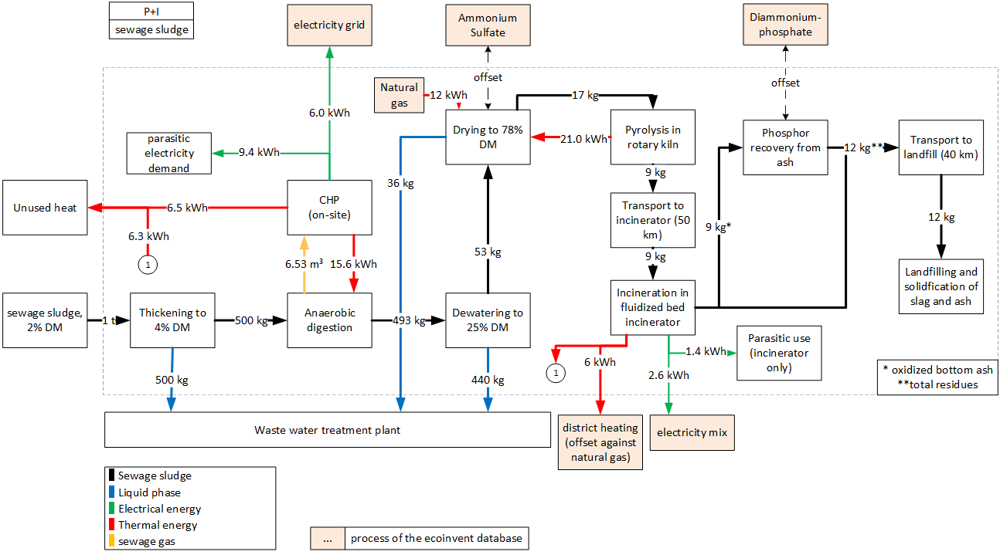 P+I
sewage sludge
electricity grid
Ammonium
Sulfate
Diammonium-
phosphate
Natural
gas
12 kWh
offset
offset
17 kg
6.0 kWh
Drying to 78%
DM
21.0 kWh
Pyrolysis in
rotary kiln
Phosphor
recovery from
ash
12 kg**
Transport to
landfill (40 km)
parasitic
electricity
demand
9.4 kWh
36 kg
9 kg
Unused heat
6.5 kWh
CHP
(on-site)
Transport to
incinerator (50
km)
9 kg*
12 kg
6.3 kWh
1
6.53 m³
15.6 kWh
53 kg
9 kg
Landfilling and
solidfication of
slag and ash
sewage sludge,
2% DM
1 t
Thickening to
4% DM
500 kg
Anaerobic
digestion
493 kg
Dewatering to
25% DM
Incineration in
fluidized bed
incinerator
500 kg
440 kg
1
6 kWh
1.4 kWh
2.6 kWh
Parasitic use
(incinerator
only)
* oxidized bottom ash
**total residues
Waste water treatment plant
district heating
(offset against
natural gas)
electricity mix
Sewage sludge
Liquid phase
Electrical energy
Thermal energy
sewage gas
...
process of the ecoinvent database